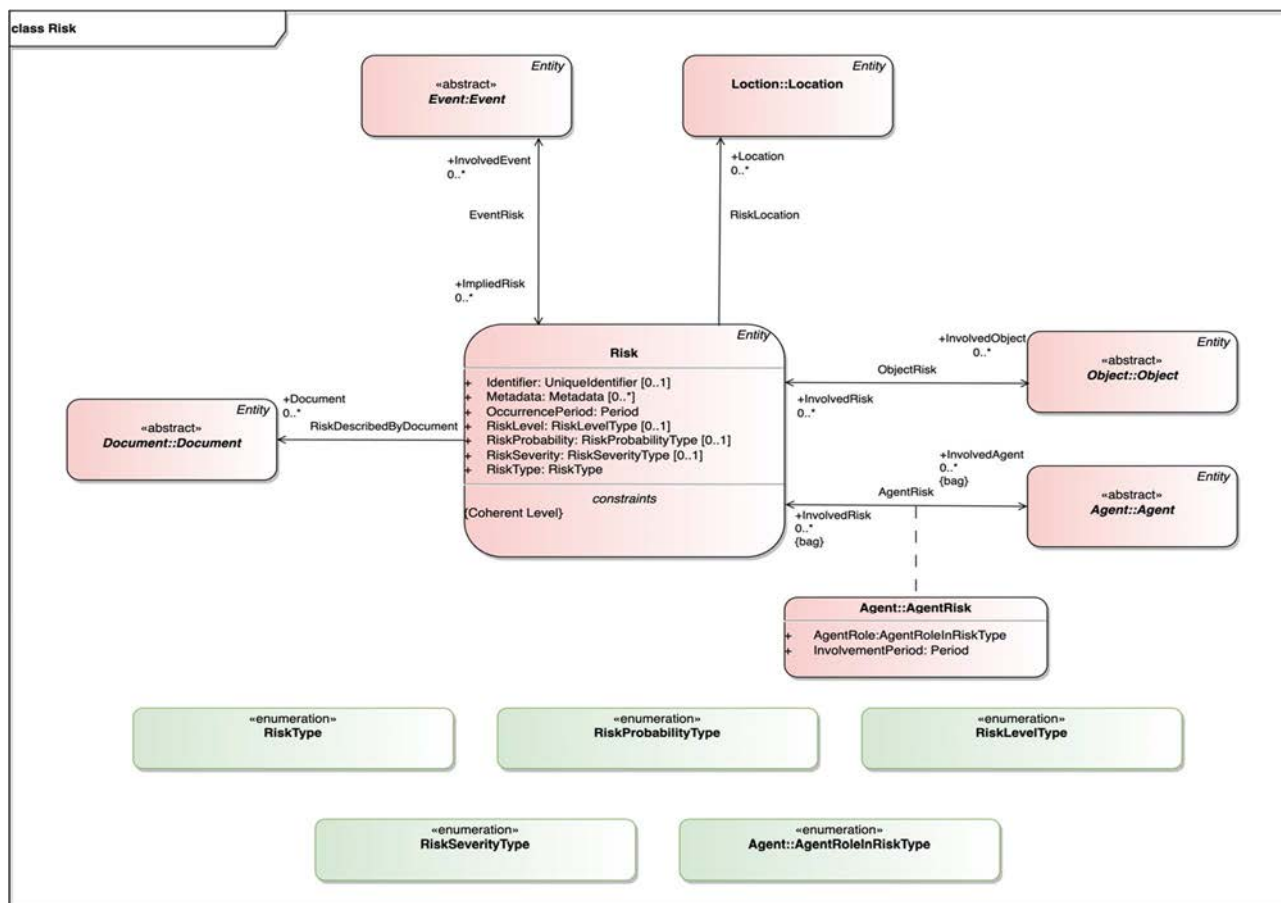 class Risk
Entity
«abstract»
Event:Event
Entity
Loction::Location
+InvolvedEvent
0..*
EventRisk
+ImpliedRisk
0..*
+Location
0..*
RiskLocation
Entity
Risk
+ Identifier: UniqueIdentifier [0..1]
+ Metadata: Metadata [0..*]
+ OccurrencePeriod: Period
+ RiskLevel: RiskLevelType [0..1]
+ RiskProbability: RiskProbabilityType [0..1]
+ RiskSeverity: RiskSeverityType [0..1]
+ RiskType: RiskType
constraints
{Coherent Level}
+Document
0..*
RiskDescribedByDocument
Entity
«abstract»
Document::Document
+InvolvedObject
0..*
ObjectRisk
+InvolvedRisk
0..*
Entity
«abstract»
Object::Object
+InvolvedAgent
0..*
{bag}
AgentRisk
+InvolvedRisk
0..*
{bag}
Entity
«abstract»
Agent::Agent
Agent::AgentRisk
+ AgentRole:AgentRoleInRiskType
+ InvolvementPeriod: Period
«enumeration»
RiskType
«enumeration»
RiskProbabilityType
«enumeration»
RiskLevelType
«enumeration»
RiskSeverityType
«enumeration»
Agent::AgentRoleInRiskType